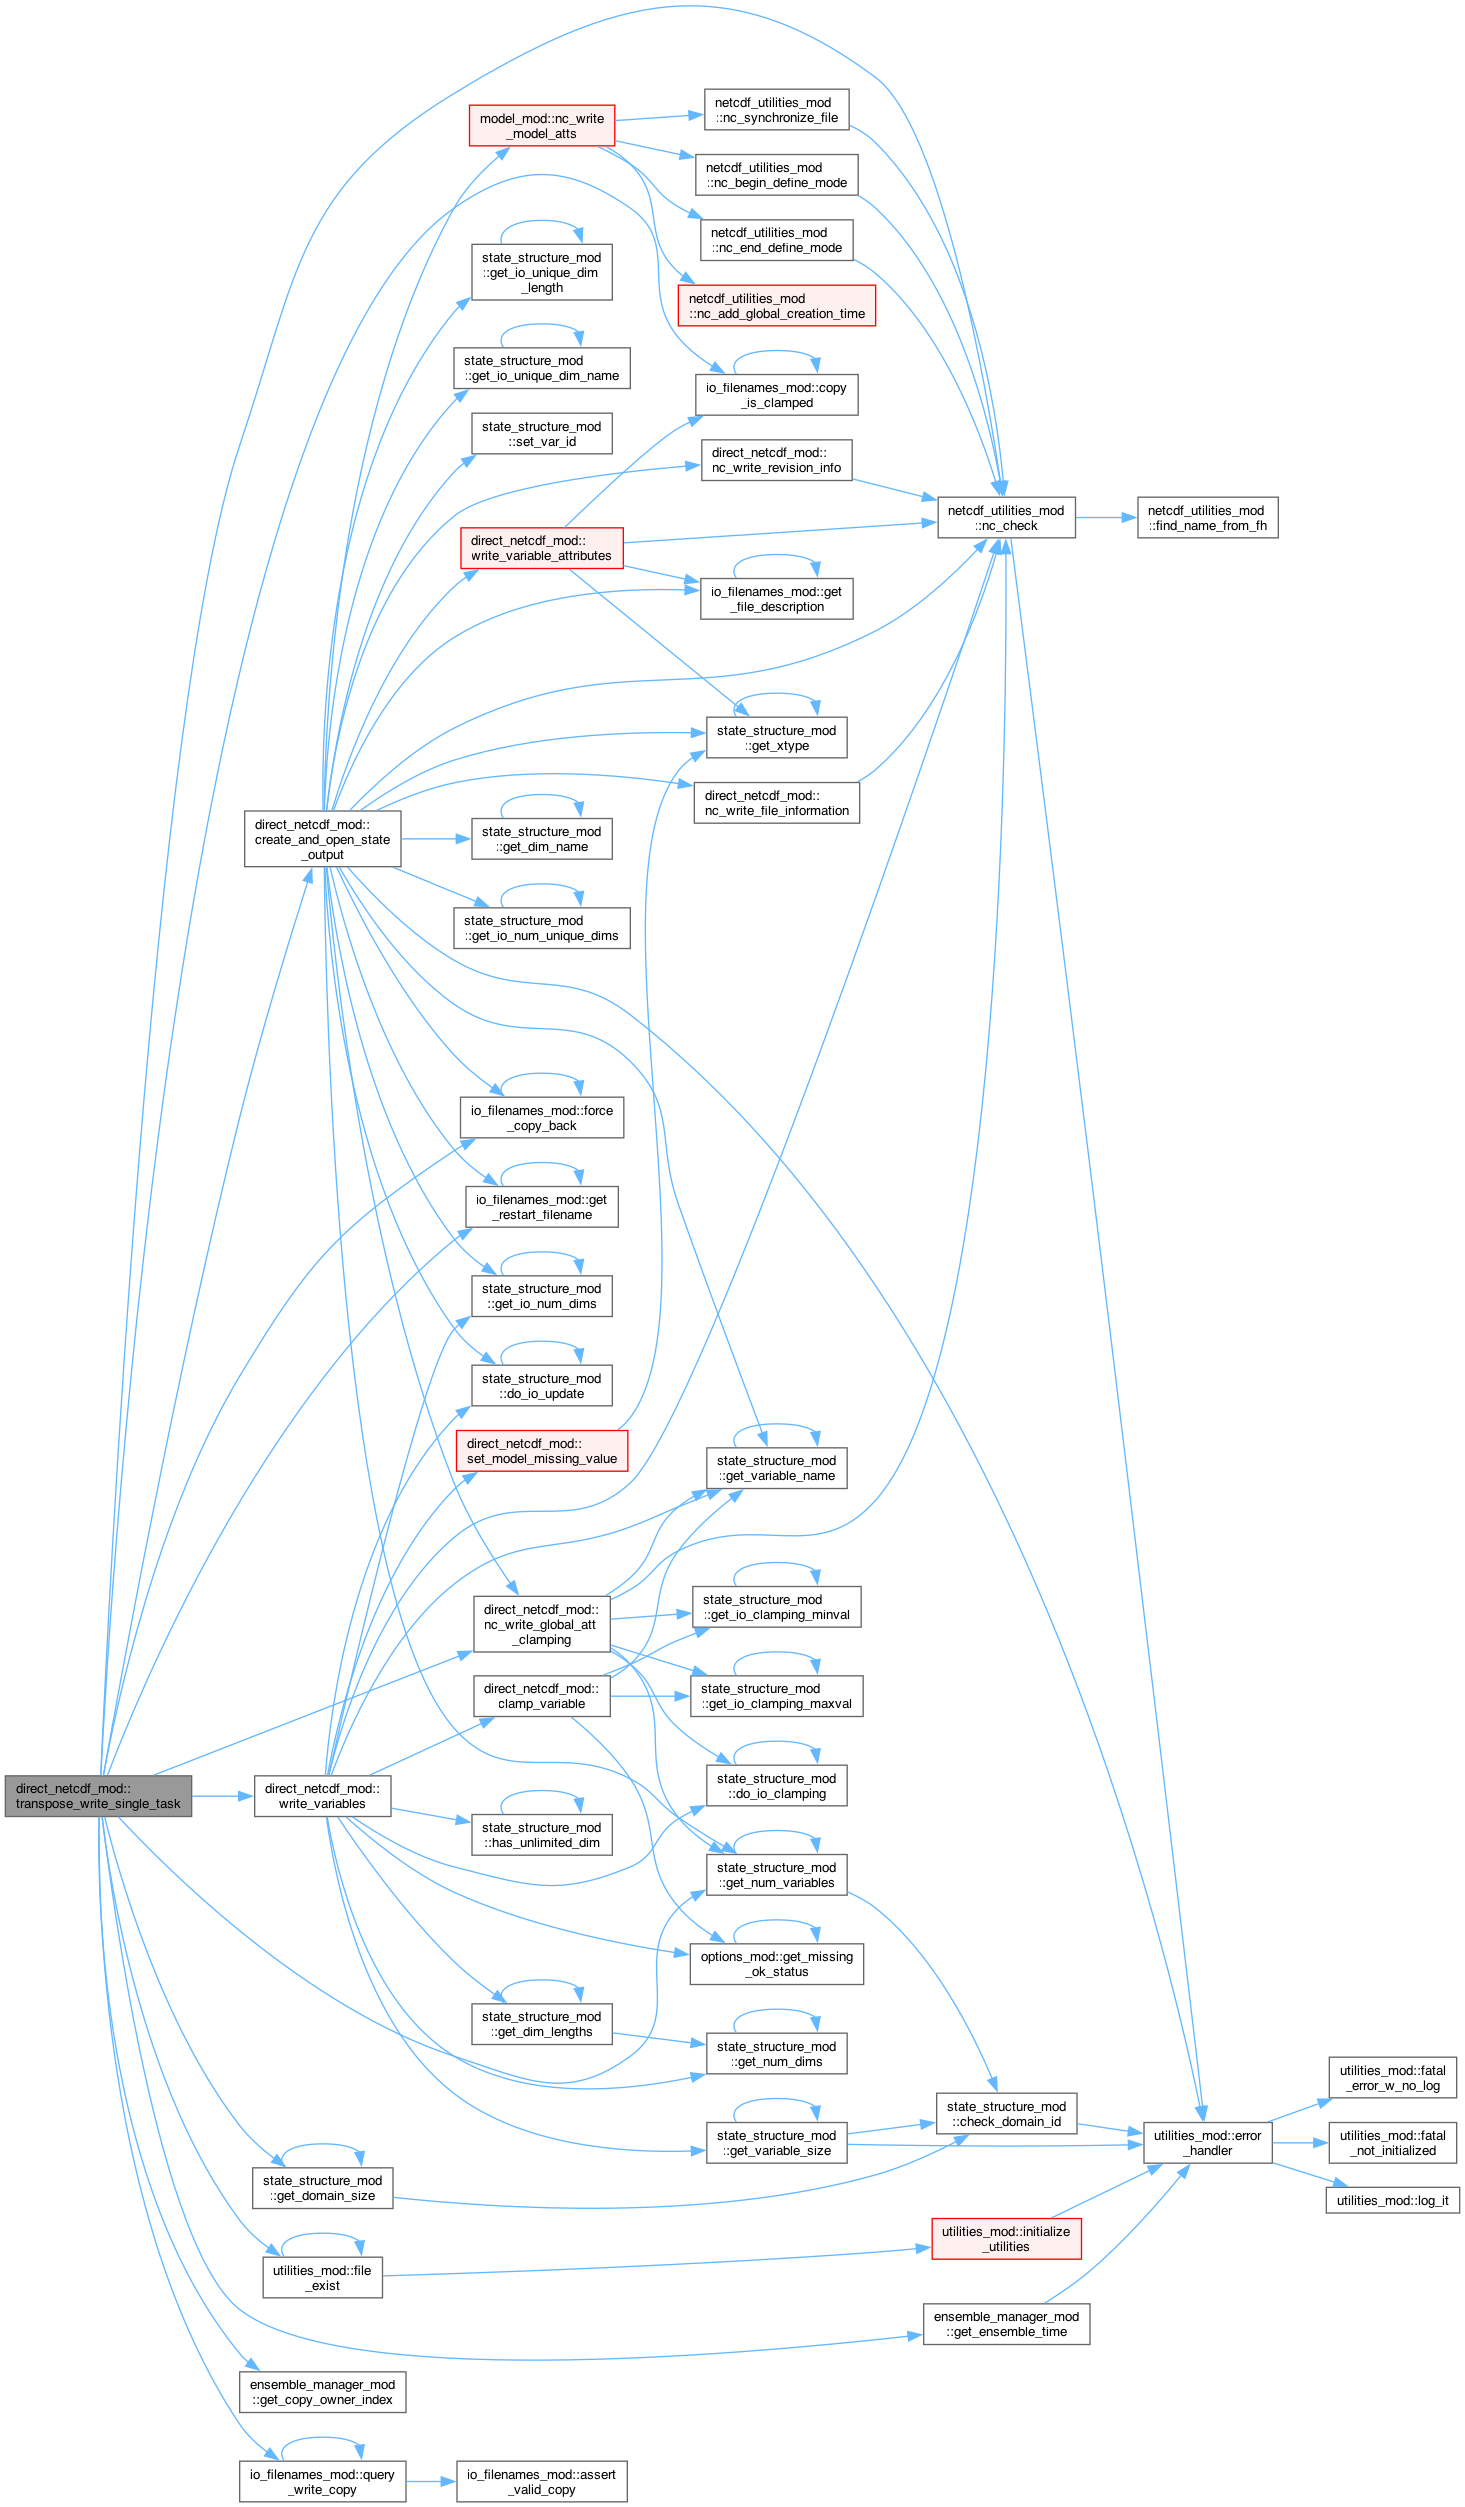 netcdf_utilities_mod
::nc_synchronize_file
model_mod::nc_write
_model_atts
netcdf_utilities_mod
::nc_begin_define_mode
netcdf_utilities_mod
::nc_end_define_mode
state_structure_mod
::get_io_unique_dim
_length
netcdf_utilities_mod
::nc_add_global_creation_time
state_structure_mod
::get_io_unique_dim_name
io_filenames_mod::copy
_is_clamped
state_structure_mod
::set_var_id
direct_netcdf_mod::
nc_write_revision_info
netcdf_utilities_mod
::nc_check
netcdf_utilities_mod
::find_name_from_fh
direct_netcdf_mod::
write_variable_attributes
io_filenames_mod::get
_file_description
state_structure_mod
::get_xtype
direct_netcdf_mod::
nc_write_file_information
direct_netcdf_mod::
create_and_open_state
_output
state_structure_mod
::get_dim_name
state_structure_mod
::get_io_num_unique_dims
io_filenames_mod::force
_copy_back
io_filenames_mod::get
_restart_filename
state_structure_mod
::get_io_num_dims
state_structure_mod
::do_io_update
direct_netcdf_mod::
set_model_missing_value
state_structure_mod
::get_variable_name
direct_netcdf_mod::
nc_write_global_att
_clamping
state_structure_mod
::get_io_clamping_minval
direct_netcdf_mod::
clamp_variable
state_structure_mod
::get_io_clamping_maxval
direct_netcdf_mod::
transpose_write_single_task
direct_netcdf_mod::
write_variables
state_structure_mod
::do_io_clamping
state_structure_mod
::has_unlimited_dim
state_structure_mod
::get_num_variables
options_mod::get_missing
_ok_status
state_structure_mod
::get_dim_lengths
state_structure_mod
::get_num_dims
utilities_mod::fatal
_error_w_no_log
state_structure_mod
::check_domain_id
state_structure_mod
::get_variable_size
utilities_mod::error
_handler
utilities_mod::fatal
_not_initialized
state_structure_mod
::get_domain_size
utilities_mod::log_it
utilities_mod::initialize
_utilities
utilities_mod::file
_exist
ensemble_manager_mod
::get_ensemble_time
ensemble_manager_mod
::get_copy_owner_index
io_filenames_mod::query
_write_copy
io_filenames_mod::assert
_valid_copy